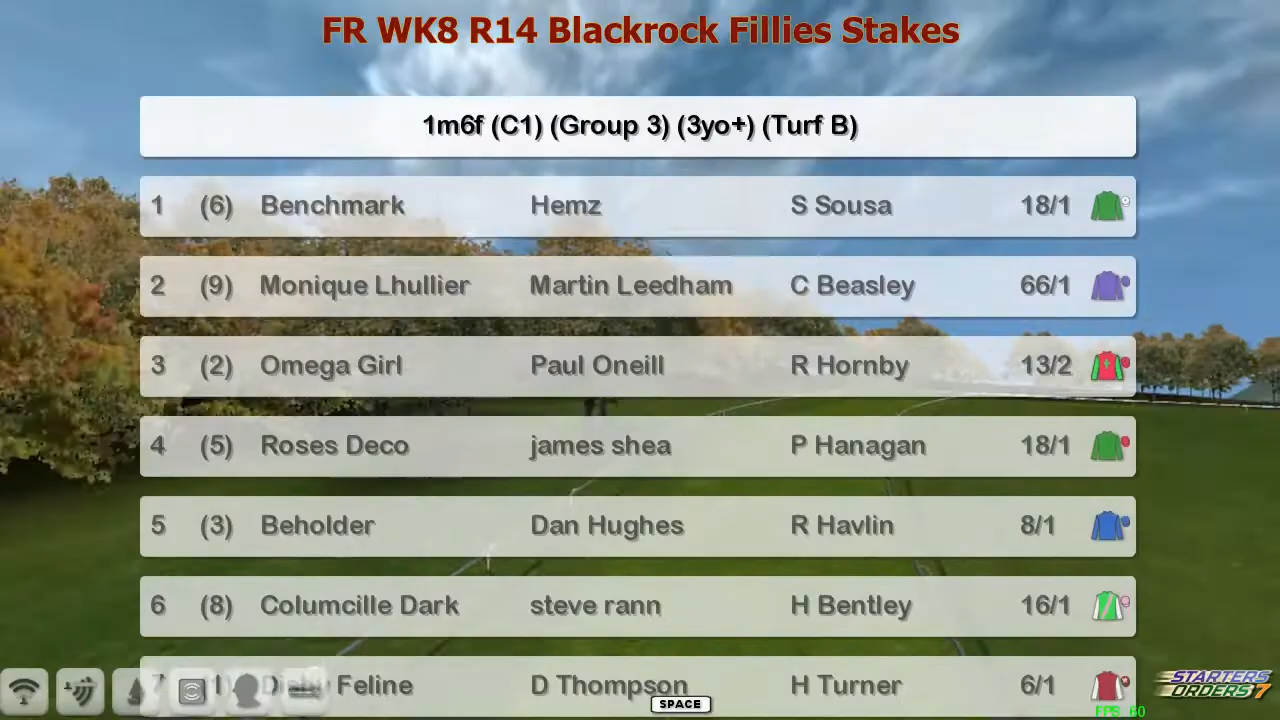 FR WK8 R14 Blackrock Fillies Stakes
1m6f (C1) (Group 3) (3yo+) (Turf B)
1 (6) Benchmark Hemz S Sousa 18/1
2 (9) Monique Lhullier Martin Leedham C Beasley 66/1
3 (2) Omega Girl Paul Oneill R Hornby 13/2
4 (5) Roses Deco james shea P Hanagan 18/1
5 (3) Beholder Dan Hughes R Havlin 8/1
6 (8) Columcille Dark steve rann H Bentley 16/1
7 (1) Feline D Thompson H Turner 6/1
SPACE
STARTERS
ORDERS 7
FPS 60